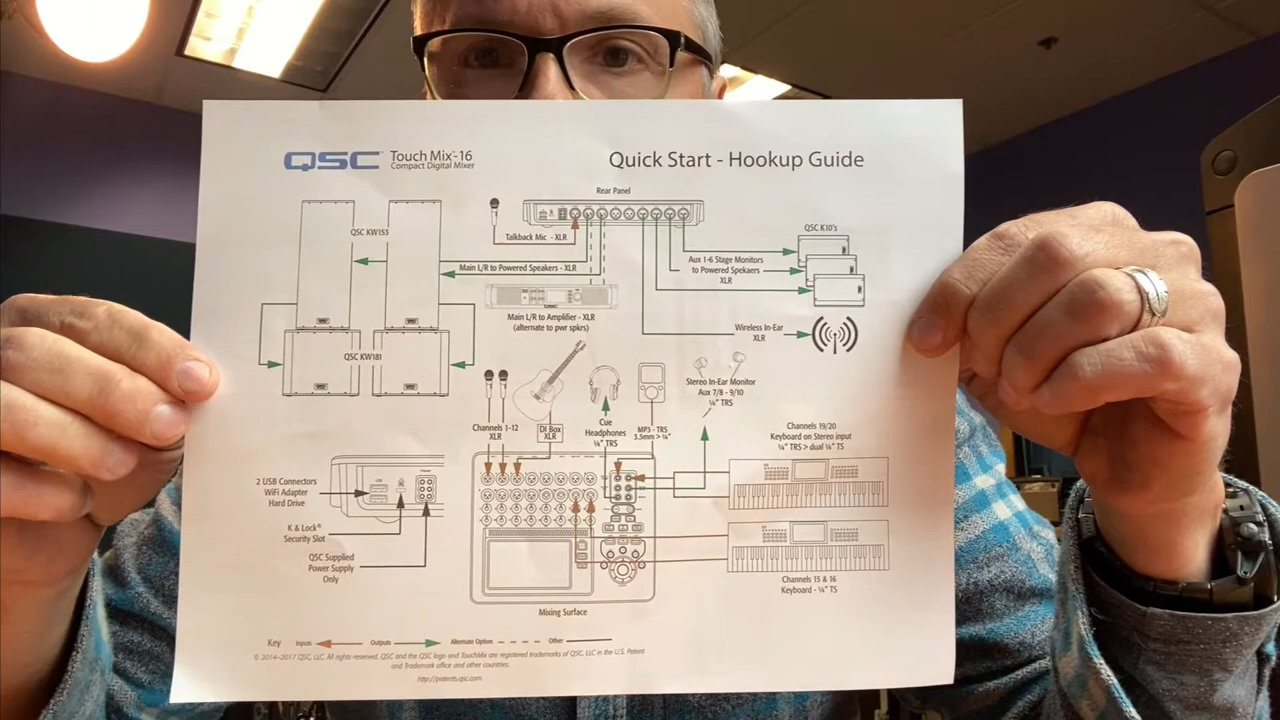 QSC Touch Mix™-16
Compact Digital Mixer
Quick Start - Hookup Guide
Rear Panel
QSC KW153
Talkback Mic - XLR
QSC K10's
Main L/R to Powered Speakers - XLR
Aux 1-6 Stage Monitors
to Powered Spekaers
XLR
QSC
Main L/R to Amplifier - XLR
(alternate to pwr spkrs)
Wireless In-Ear
XLR
QSC KW181
Stereo In-Ear Monitor
Aux 7/8 - 9/10
¼" TRS
Channels 1-12
XLR
DI Box
XLR
Cue
Headphones
¼" TRS
MP3 - TRS
3.5mm > ¼"
Channels 19/20
Keyboard on Stereo input
¼" TRS > dual ¼" TS
2 USB Connectors
WiFi Adapter
Hard Drive
K & Lock®
Security Slot
QSC Supplied
Power Supply
Only
Channels 15 & 16
Keyboard - ¼" TS
Mixing Surface
Key Inputs Outputs Alternate Option Other
© 2014–2017 QSC, LLC. All rights reserved. QSC and the QSC logo and TouchMix are registered trademarks of QSC, LLC in the U.S. Patent
and Trademark office and other countries.
http://patents.qsc.com